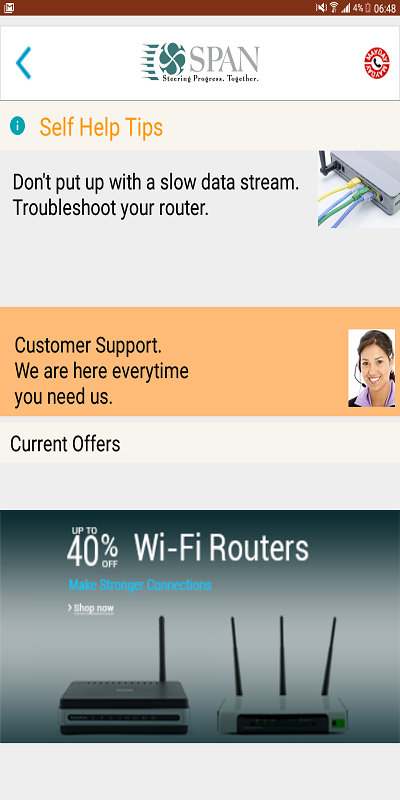 4% 06:48
SPAN
Steering Progress. Together.
MAYDAY
MAYDAY
i Self Help Tips
Don't put up with a slow data stream.
Troubleshoot your router.
Customer Support.
We are here everytime
you need us.
Current Offers
UP TO
40% OFF Wi-Fi Routers
Make Stronger Connections
› Shop now